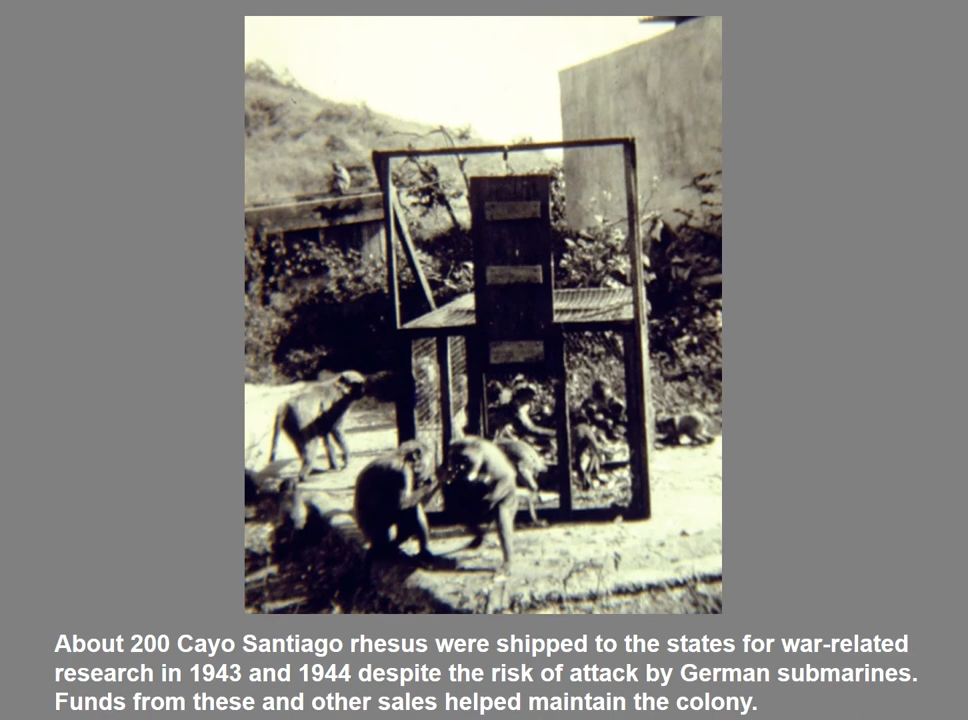 About 200 Cayo Santiago rhesus were shipped to the states for war-related
research in 1943 and 1944 despite the risk of attack by German submarines.
Funds from these and other sales helped maintain the colony.